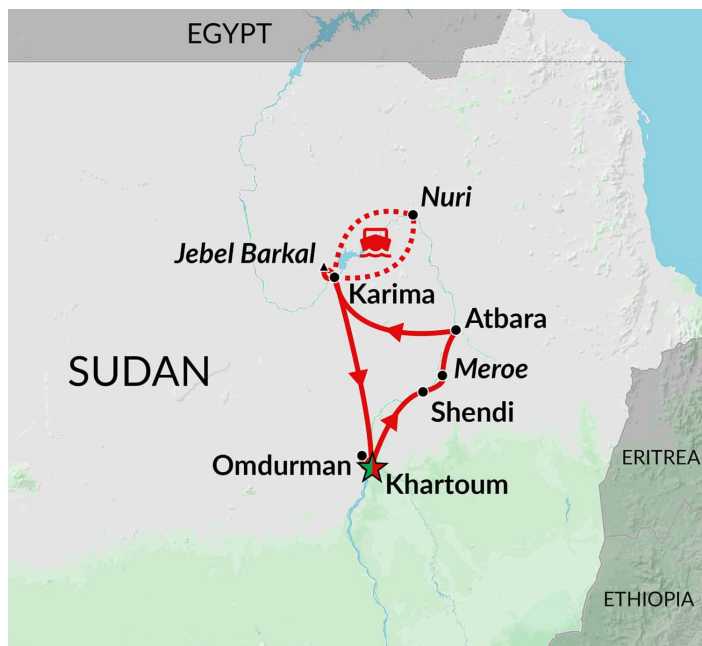 EGYPT
Nuri
Jebel Barkal
Karima
Atbara
SUDAN
Meroe
Shendi
Omdurman
ERITREA
Khartoum
ETHIOPIA